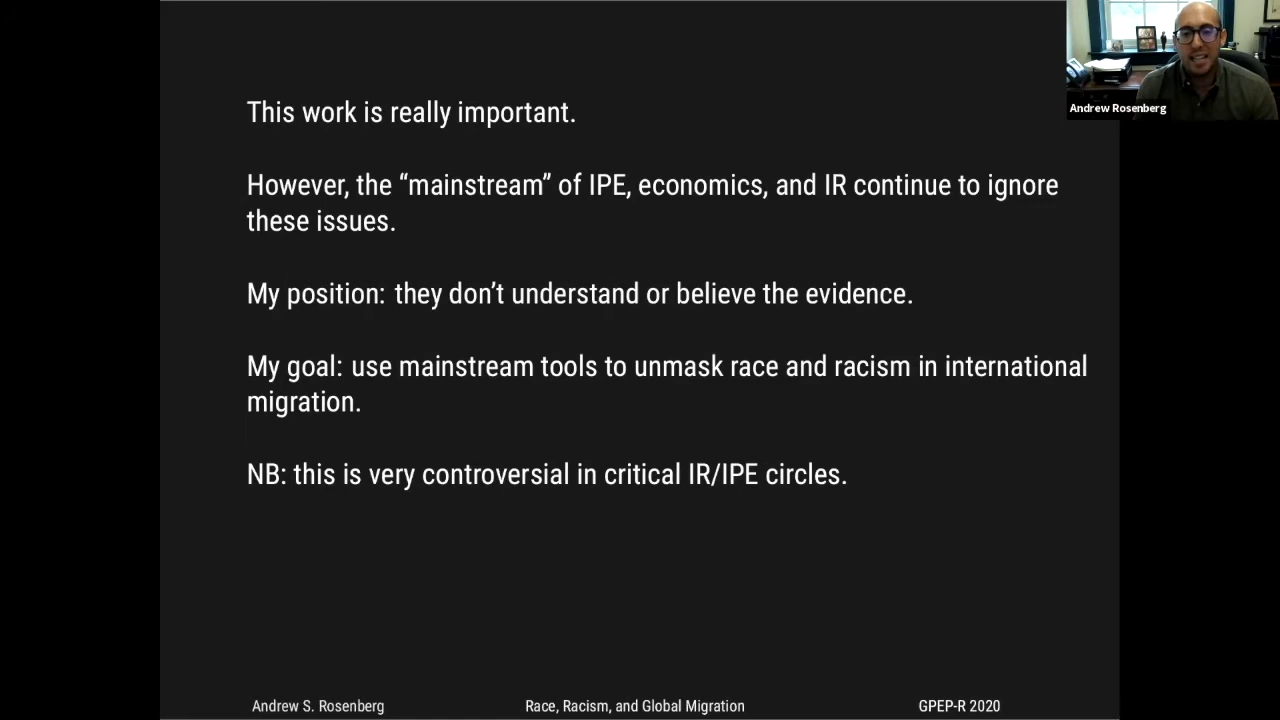 This work is really important.
However, the “mainstream” of IPE, economics, and IR continue to ignore
these issues.
My position: they don’t understand or believe the evidence.
My goal: use mainstream tools to unmask race and racism in international
migration.
NB: this is very controversial in critical IR/IPE circles.
Andrew S. Rosenberg
Race, Racism, and Global Migration
GPEP-R 2020
Andrew Rosenberg